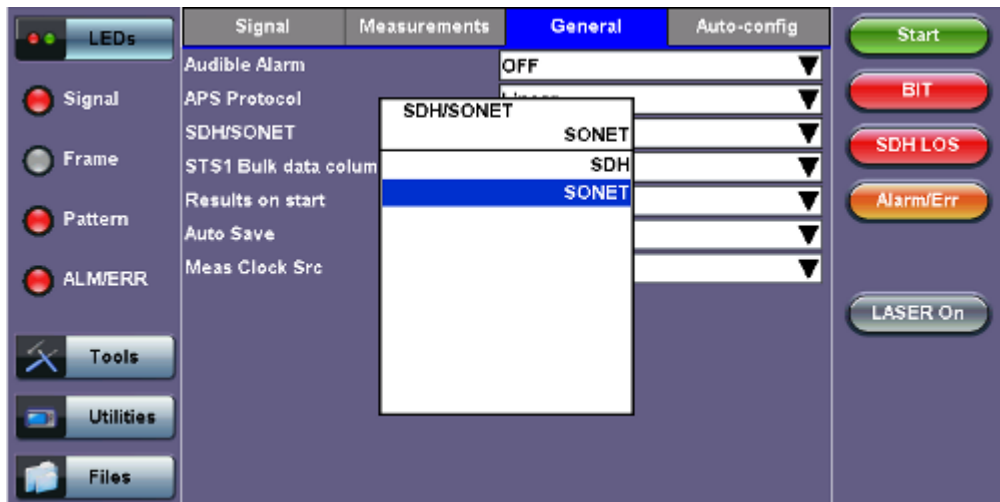 LEDs
Signal
Frame
Pattern
ALM/ERR
Tools
Utilities
Files
Signal Measurements General Auto-config
Audible Alarm OFF
APS Protocol
SDH/SONET
STS1 Bulk data colum
Results on start
Auto Save
Meas Clock Src
SDH/SONET
SONET
SDH
SONET
Start
BIT
SDH LOS
Alarm/Err
LASER On